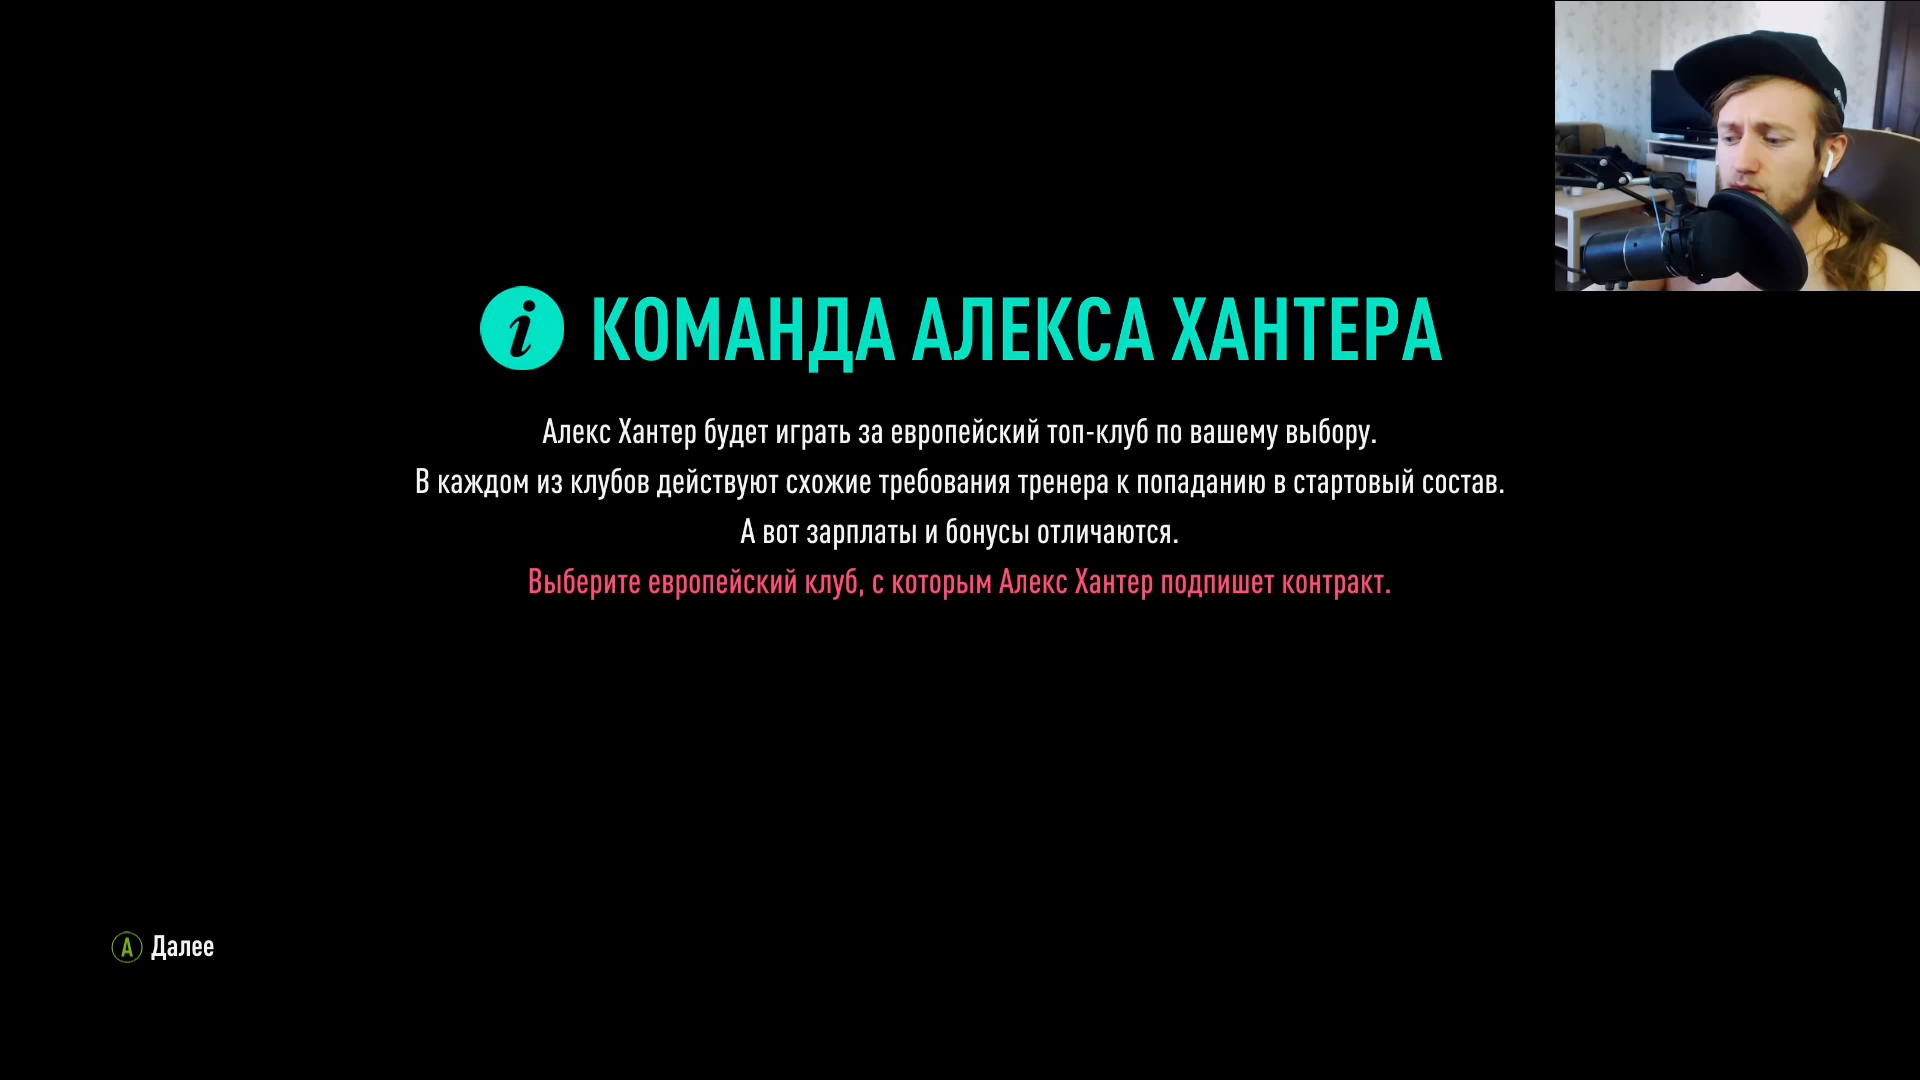 КОМАНДА АЛЕКСА ХАНТЕРА
Алекс Хантер будет играть за европейский топ-клуб по вашему выбору.
В каждом из клубов действуют схожие требования тренера к попаданию в стартовый состав.
А вот зарплаты и бонусы отличаются.
Выберите европейский клуб, с которым Алекс Хантер подпишет контракт.
A Далее